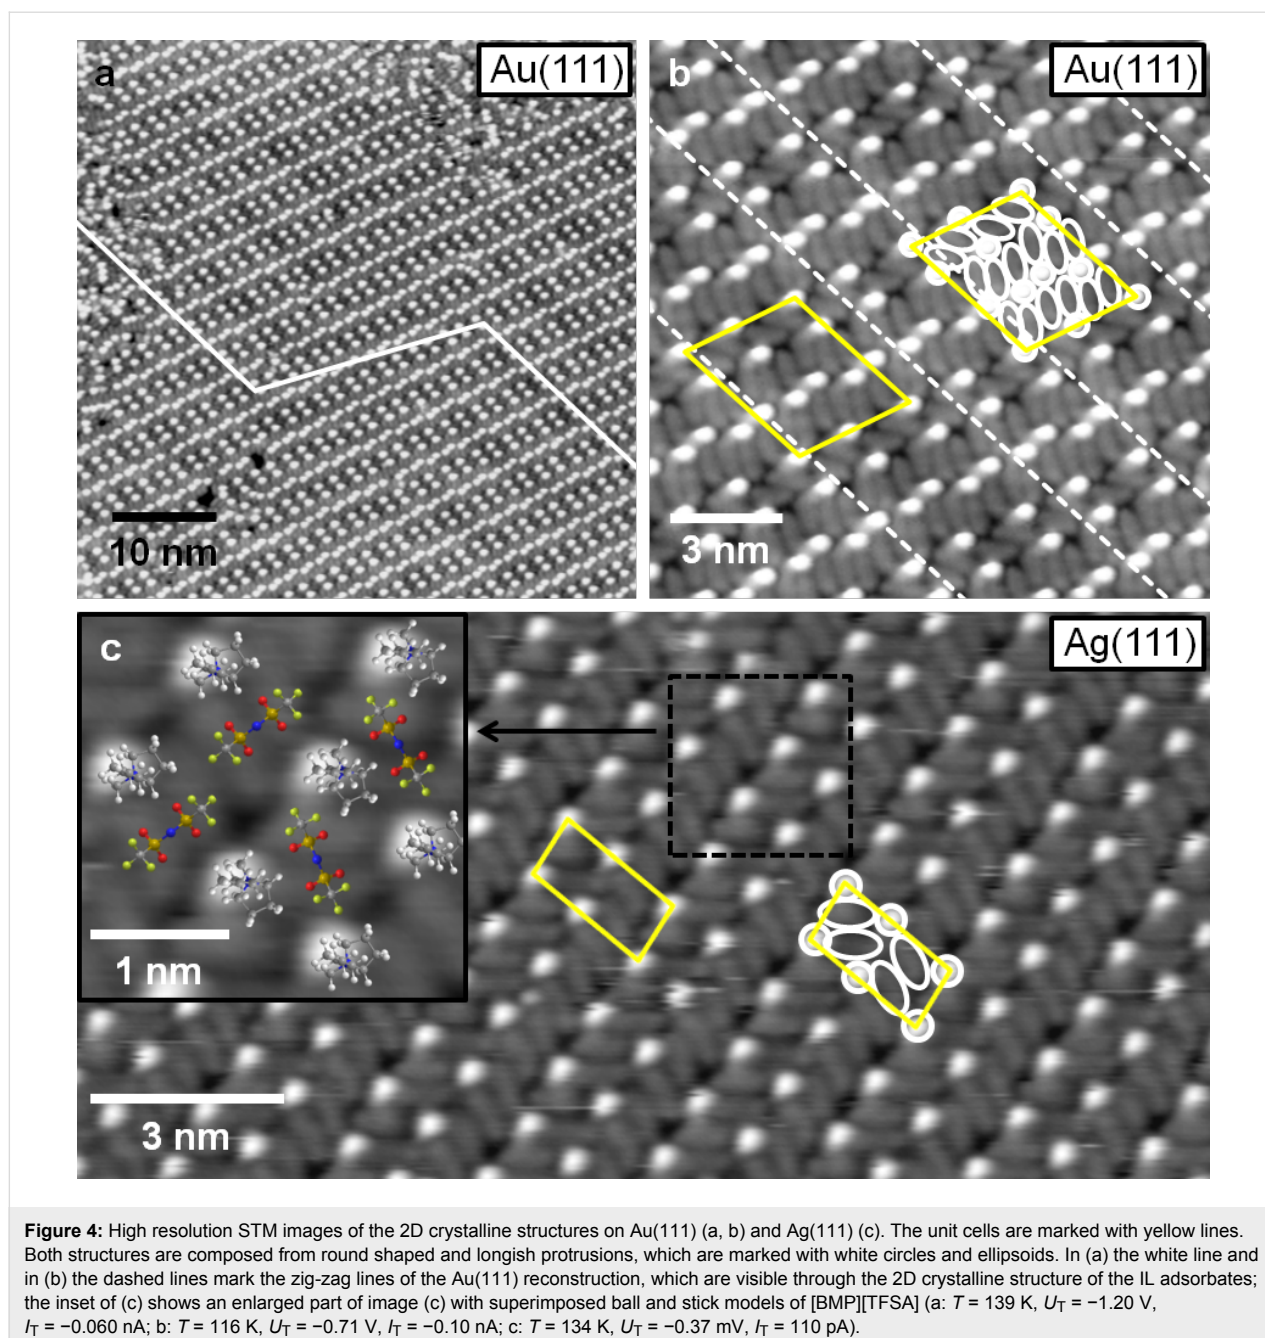 a
Au(111)
10 nm
b
Au(111)
3 nm
c
Ag(111)
1 nm
3 nm
Figure 4: High resolution STM images of the 2D crystalline structures on Au(111) (a, b) and Ag(111) (c). The unit cells are marked with yellow lines.
Both structures are composed from round shaped and longish protrusions, which are marked with white circles and ellipsoids. In (a) the white line and
in (b) the dashed lines mark the zig-zag lines of the Au(111) reconstruction, which are visible through the 2D crystalline structure of the IL adsorbates;
the inset of (c) shows an enlarged part of image (c) with superimposed ball and stick models of [BMP][TFSA] (a: T = 139 K, UT = −1.20 V,
IT = −0.060 nA; b: T = 116 K, UT = −0.71 V, IT = −0.10 nA; c: T = 134 K, UT = −0.37 mV, IT = 110 pA).